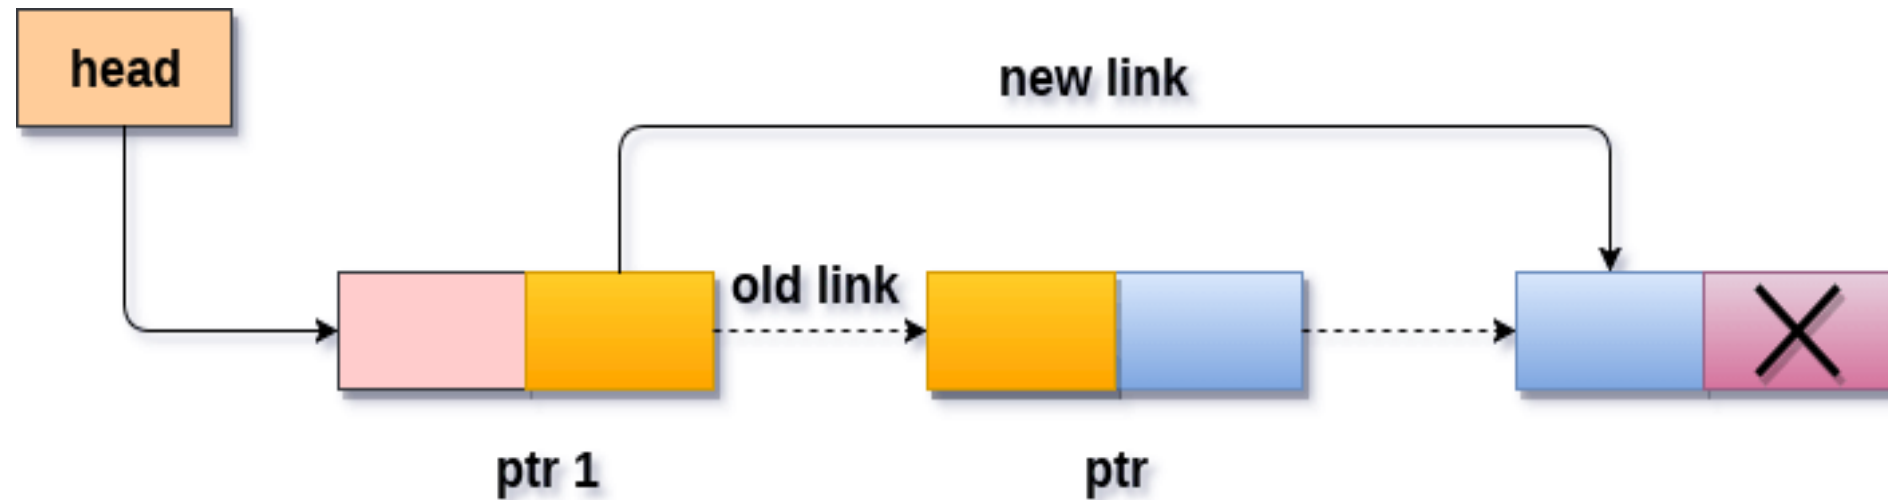 head
new link
old link
ptr 1
ptr